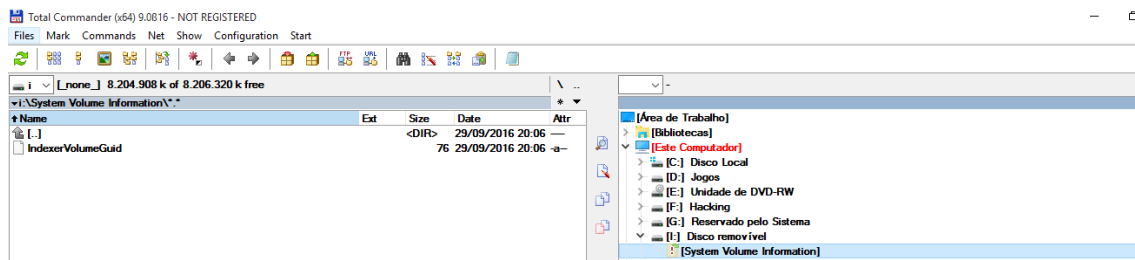 Total Commander (x64) 9.0816 - NOT REGISTERED
Files Mark Commands Net Show Configuration Start
FTP URL
i [_none_] 8.204.908 k of 8.206.320 k free \ .. -
i:\System Volume Information\*.* * 
Name Ext Size Date Attr
[..] <DIR> 29/09/2016 20:06 —
IndexerVolumeGuid 76 29/09/2016 20:06 -a--
[Área de Trabalho]
[Bibliotecas]
[Este Computador]
[C:] Disco Local
[D:] Jogos
[E:] Unidade de DVD-RW
[F:] Hacking
[G:] Reservado pelo Sistema
[I:] Disco removível
[System Volume Information]